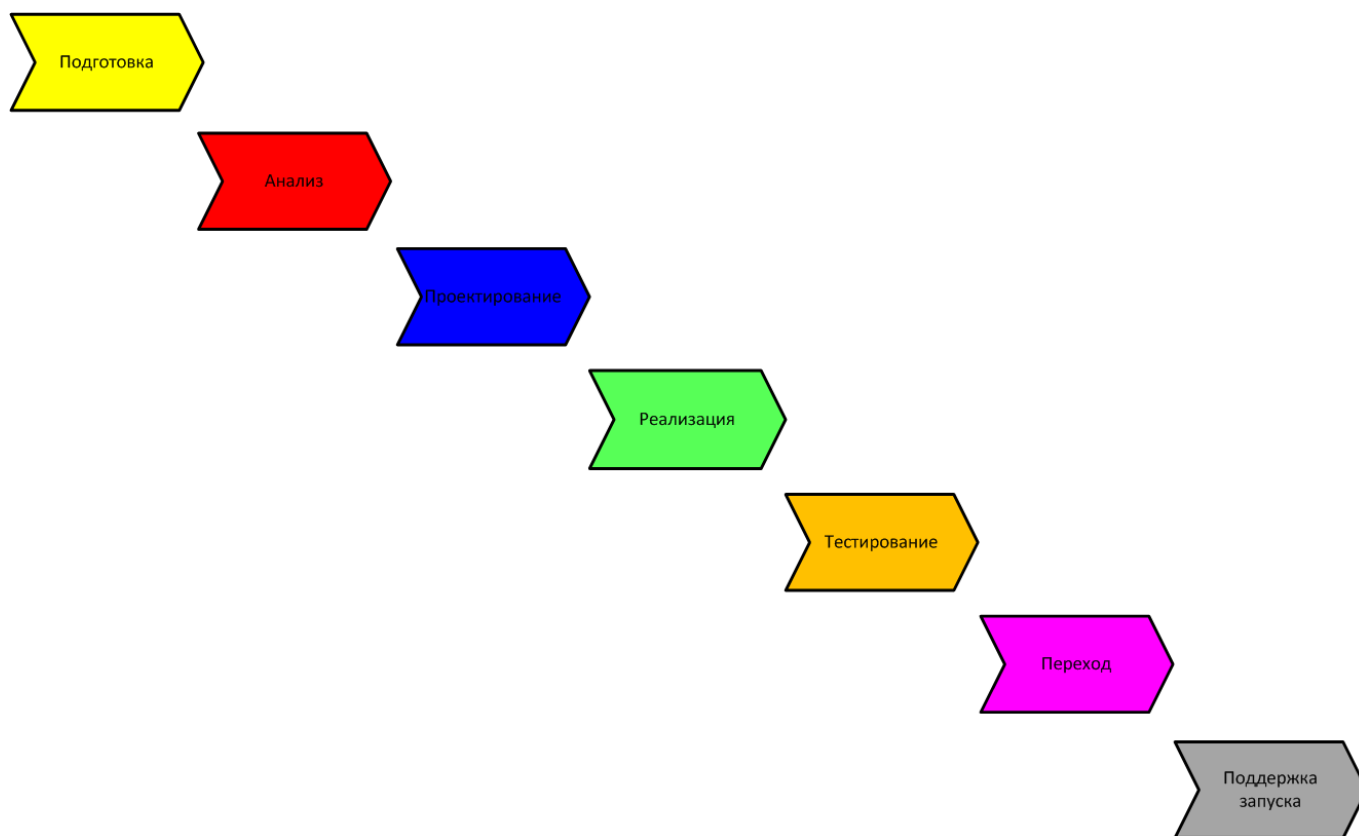 Подготовка
Анализ
Проектирование
Реализация
Тестирование
Переход
Поддержка
запуска